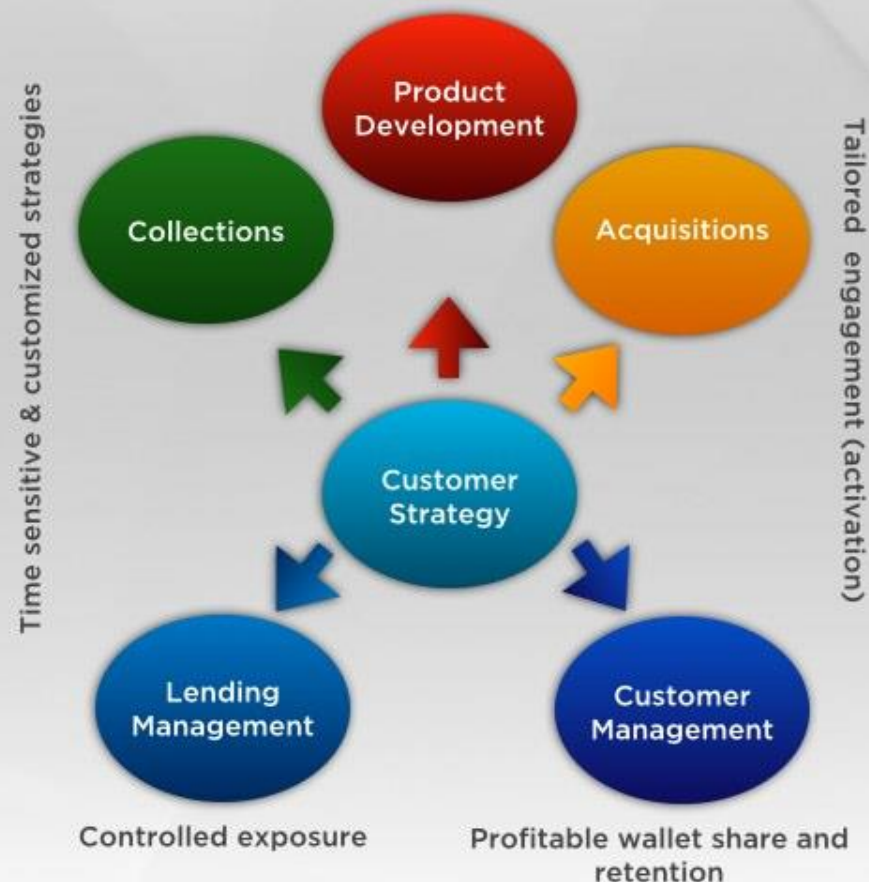 Product
Development
Collections
Acquisitions
Time sensitive & customized strategies
Tailored engagement (activation)
Customer
Strategy
Lending
Management
Customer
Management
Controlled exposure
Profitable wallet share and
retention